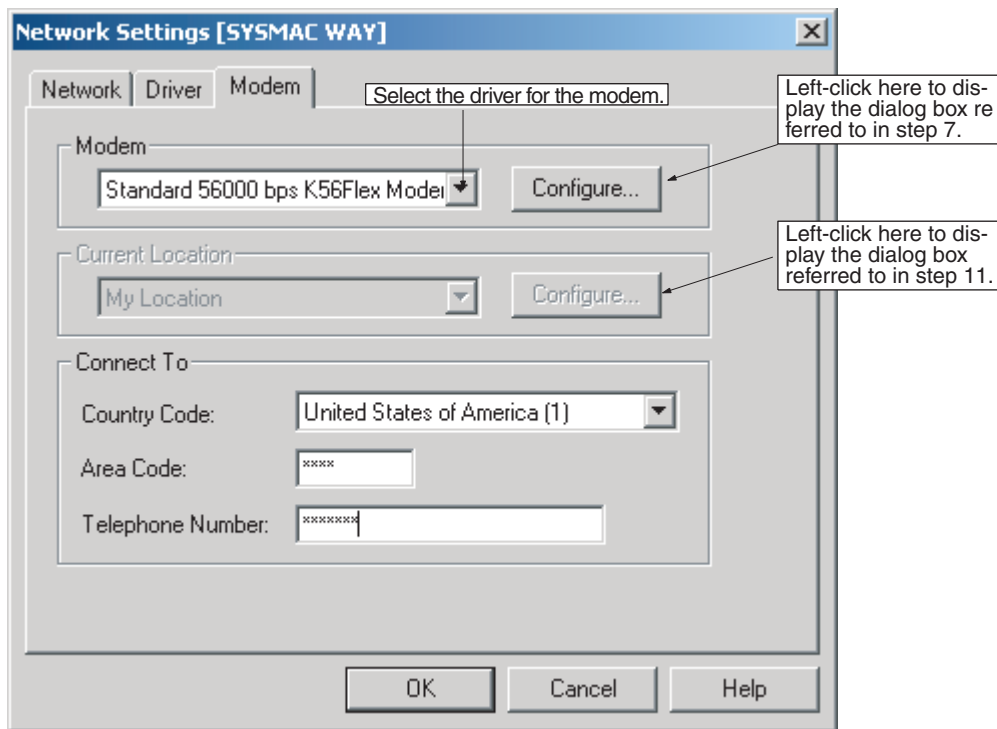 Network Settings [SYSMAC WAY]
Network Driver Modem
Select the driver for the modem.
Left-click here to dis-
play the dialog box re
ferred to in step 7.
Modem
Standard 56000 bps K56Flex Moder
Configure...
Left-click here to dis-
play the dialog box
referred to in step 11.
Current Location
My Location
Configure...
Connect To
Country Code: United States of America (1)
Area Code: ****
Telephone Number: *******
OK Cancel Help